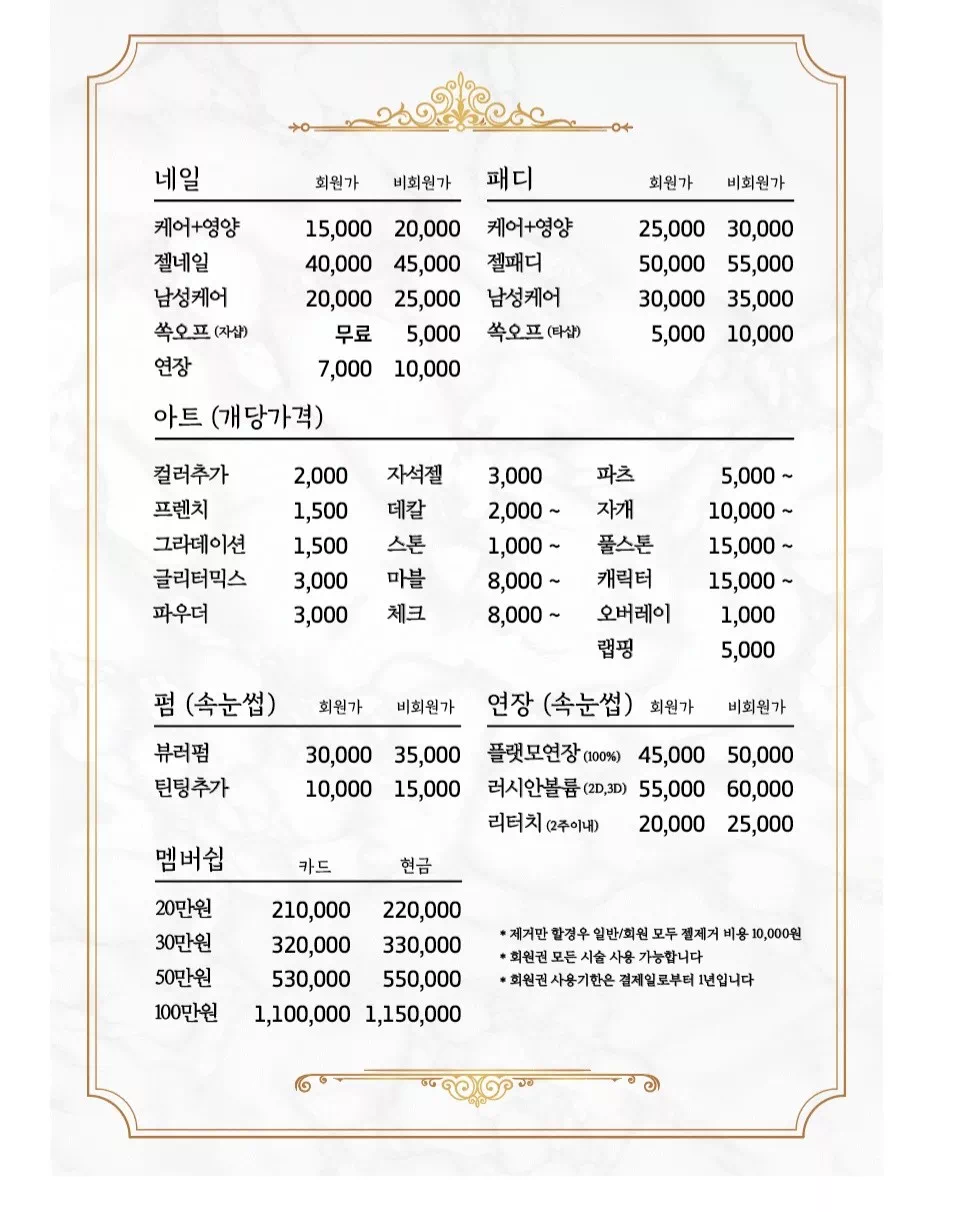 네일 회원가 비회원가
케어+영양 15,000 20,000
젤네일 40,000 45,000
남성케어 20,000 25,000
쏙오프 (자샵) 무료 5,000
연장 7,000 10,000
패디 회원가 비회원가
케어+영양 25,000 30,000
젤패디 50,000 55,000
남성케어 30,000 35,000
쏙오프 (타샵) 5,000 10,000
아트 (개당가격)
컬러추가 2,000 자석젤 3,000 파츠 5,000 ~
프렌치 1,500 데칼 2,000 ~ 자개 10,000 ~
그라데이션 1,500 스톤 1,000 ~ 풀스톤 15,000 ~
글리터믹스 3,000 마블 8,000 ~ 캐릭터 15,000 ~
파우더 3,000 체크 8,000 ~ 오버레이 1,000
랩핑 5,000
펌 (속눈썹) 회원가 비회원가
뷰러펌 30,000 35,000
틴팅추가 10,000 15,000
연장 (속눈썹) 회원가 비회원가
플랫모연장 (100%) 45,000 50,000
러시안볼륨 (2D,3D) 55,000 60,000
리터치 (2주이내) 20,000 25,000
멤버쉽 카드 현금
20만원 210,000 220,000
30만원 320,000 330,000
50만원 530,000 550,000
100만원 1,100,000 1,150,000
* 제거만 할경우 일반/회원 모두 젤제거 비용 10,000원
* 회원권 모든 시술 사용 가능합니다
* 회원권 사용기한은 결제일로부터 1년입니다